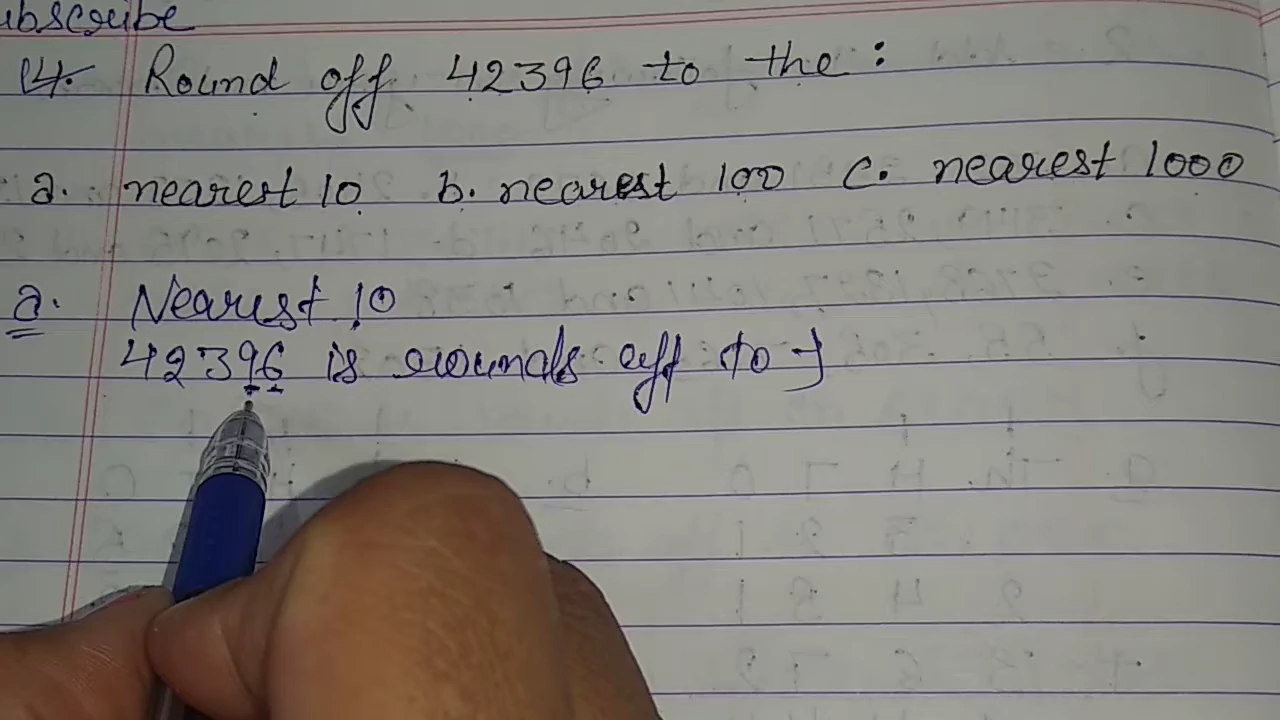 ubscribe
14. Round off 42396 to the :
a. nearest 10 b. nearest 100 c. nearest 1000
a. Nearest 10
42396 is rounds off to →